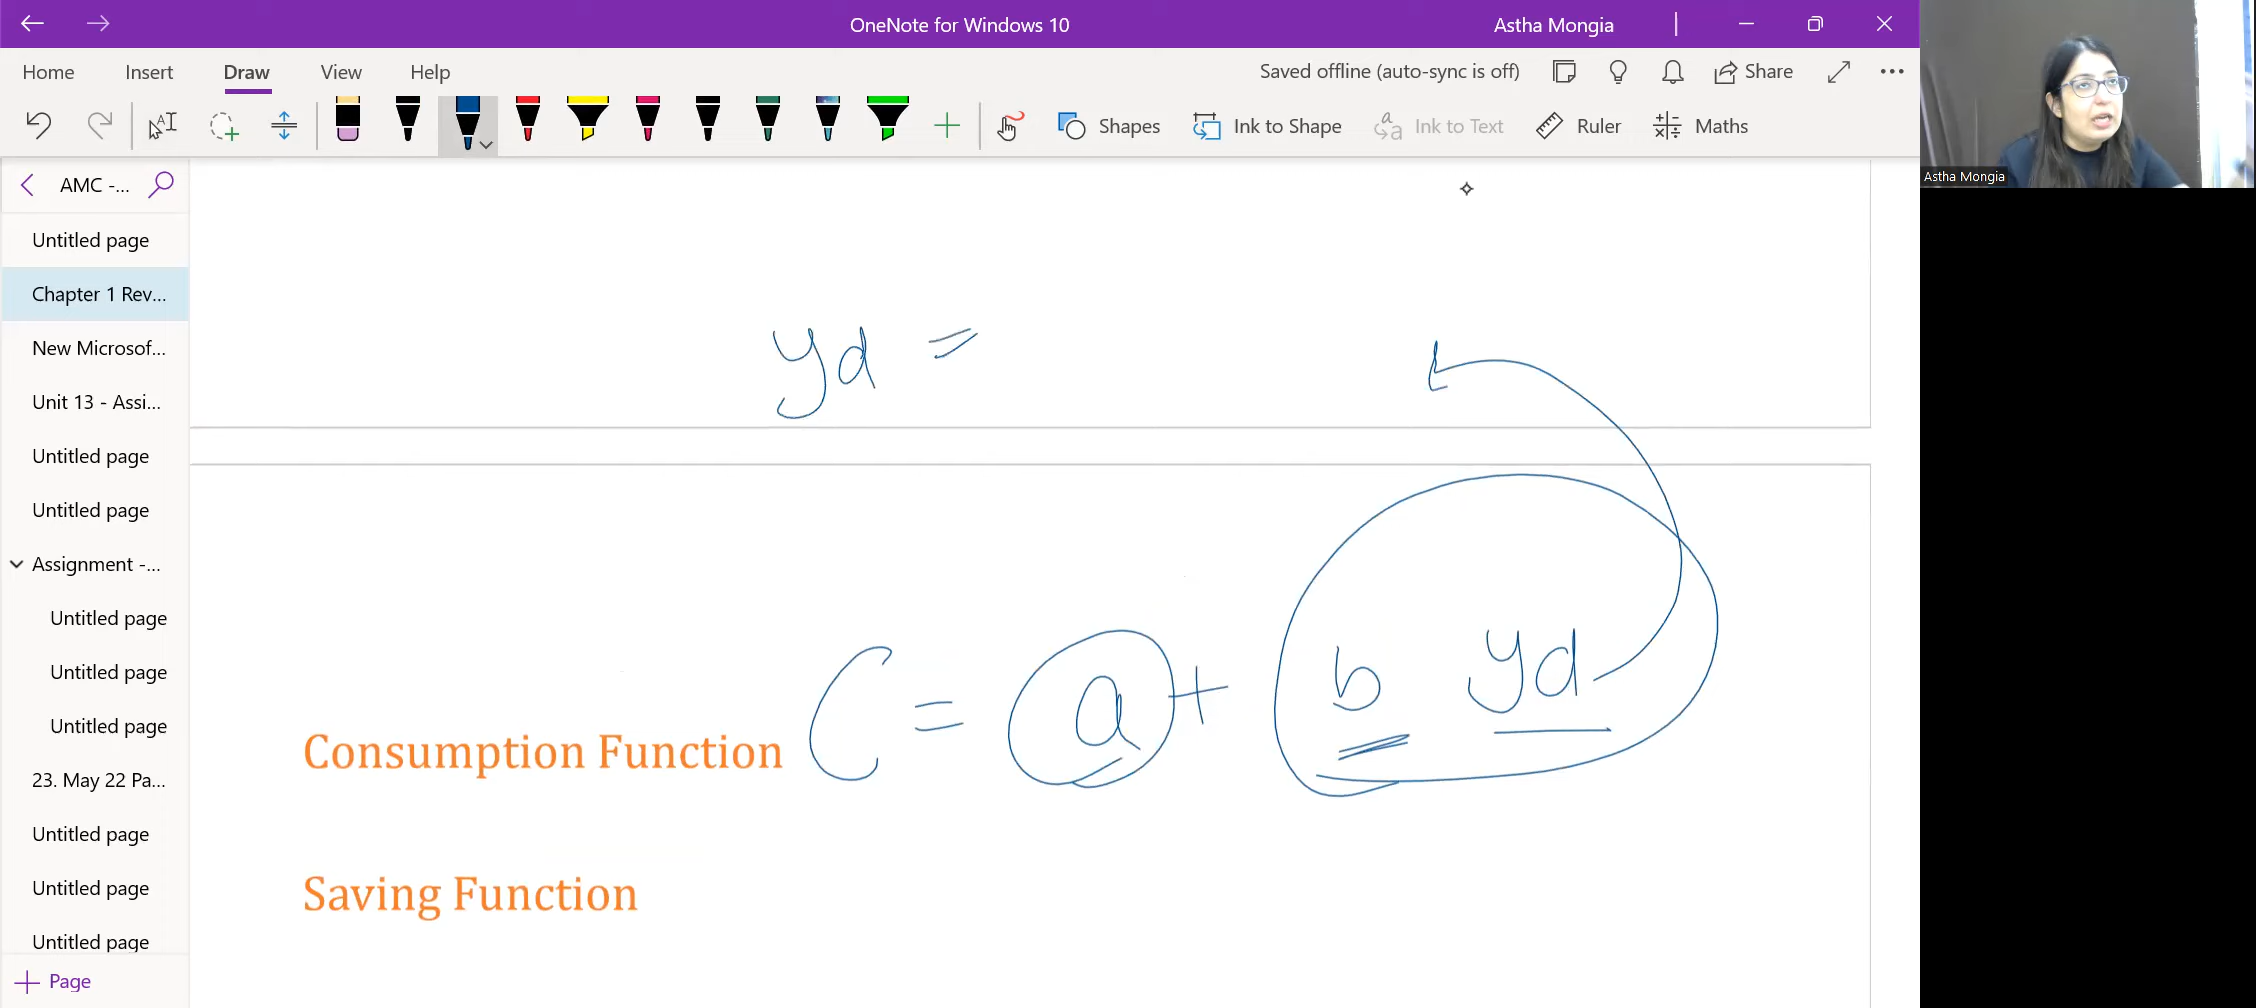 OneNote for Windows 10
Astha Mongia
Home Insert Draw View Help
Saved offline (auto-sync is off) Share
Shapes Ink to Shape Ink to Text Ruler Maths
Astha Mongia
AMC -...
Untitled page
Chapter 1 Rev...
New Microsof...
Unit 13 - Assi...
Untitled page
Untitled page
Assignment -...
Untitled page
Untitled page
Untitled page
23. May 22 Pa...
Untitled page
Untitled page
Untitled page
Page
yd =
C = a + b yd
Consumption Function
Saving Function